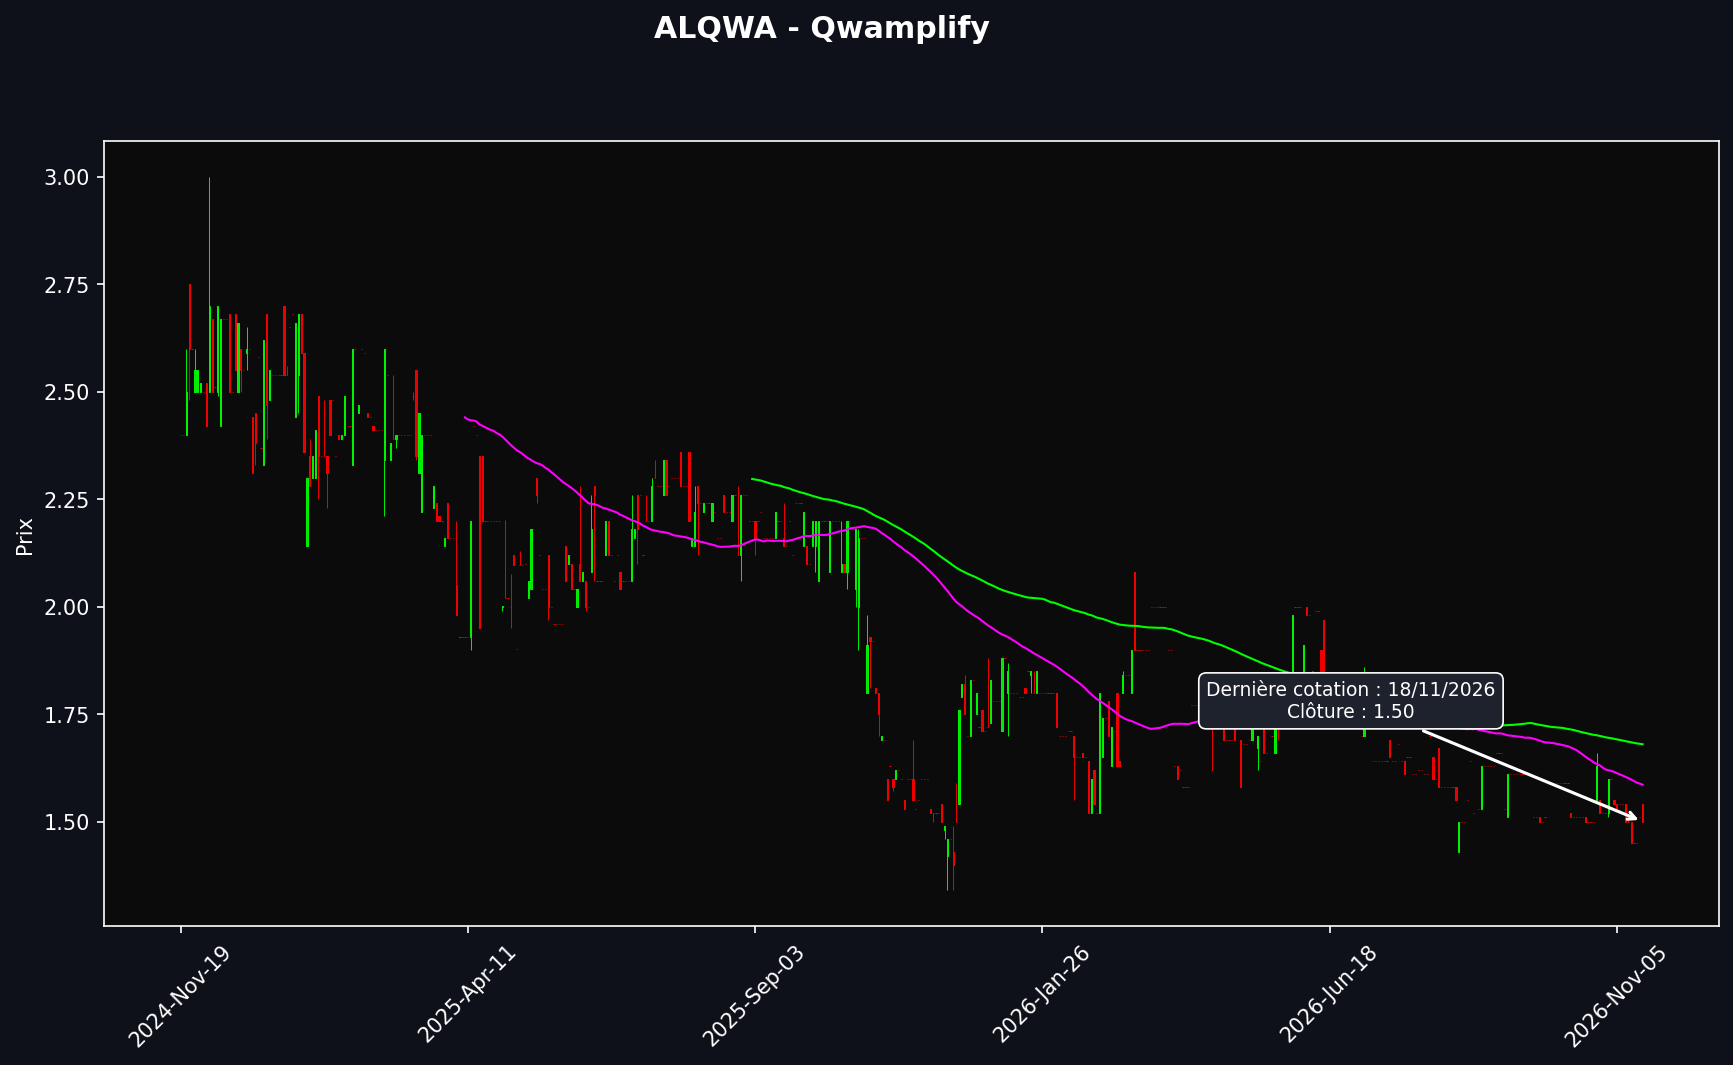 ALQWA - Qwamplify
Prix
3.00
2.75
2.50
2.25
2.00
1.75
1.50
Dernière cotation : 18/11/2026
Clôture : 1.50
2024-Nov-19
2025-Apr-11
2025-Sep-03
2026-Jan-26
2026-Jun-18
2026-Nov-05